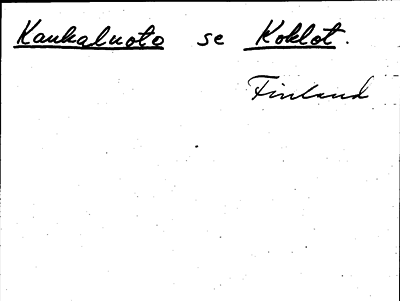 Kaukaluoto se Koklot.
Finland